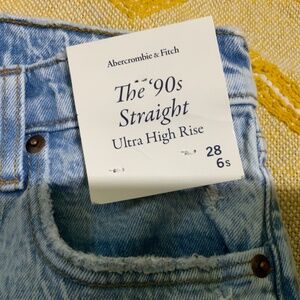 Abercrombie & Fitch
The '90s
Straight
Ultra High Rise
28
6s